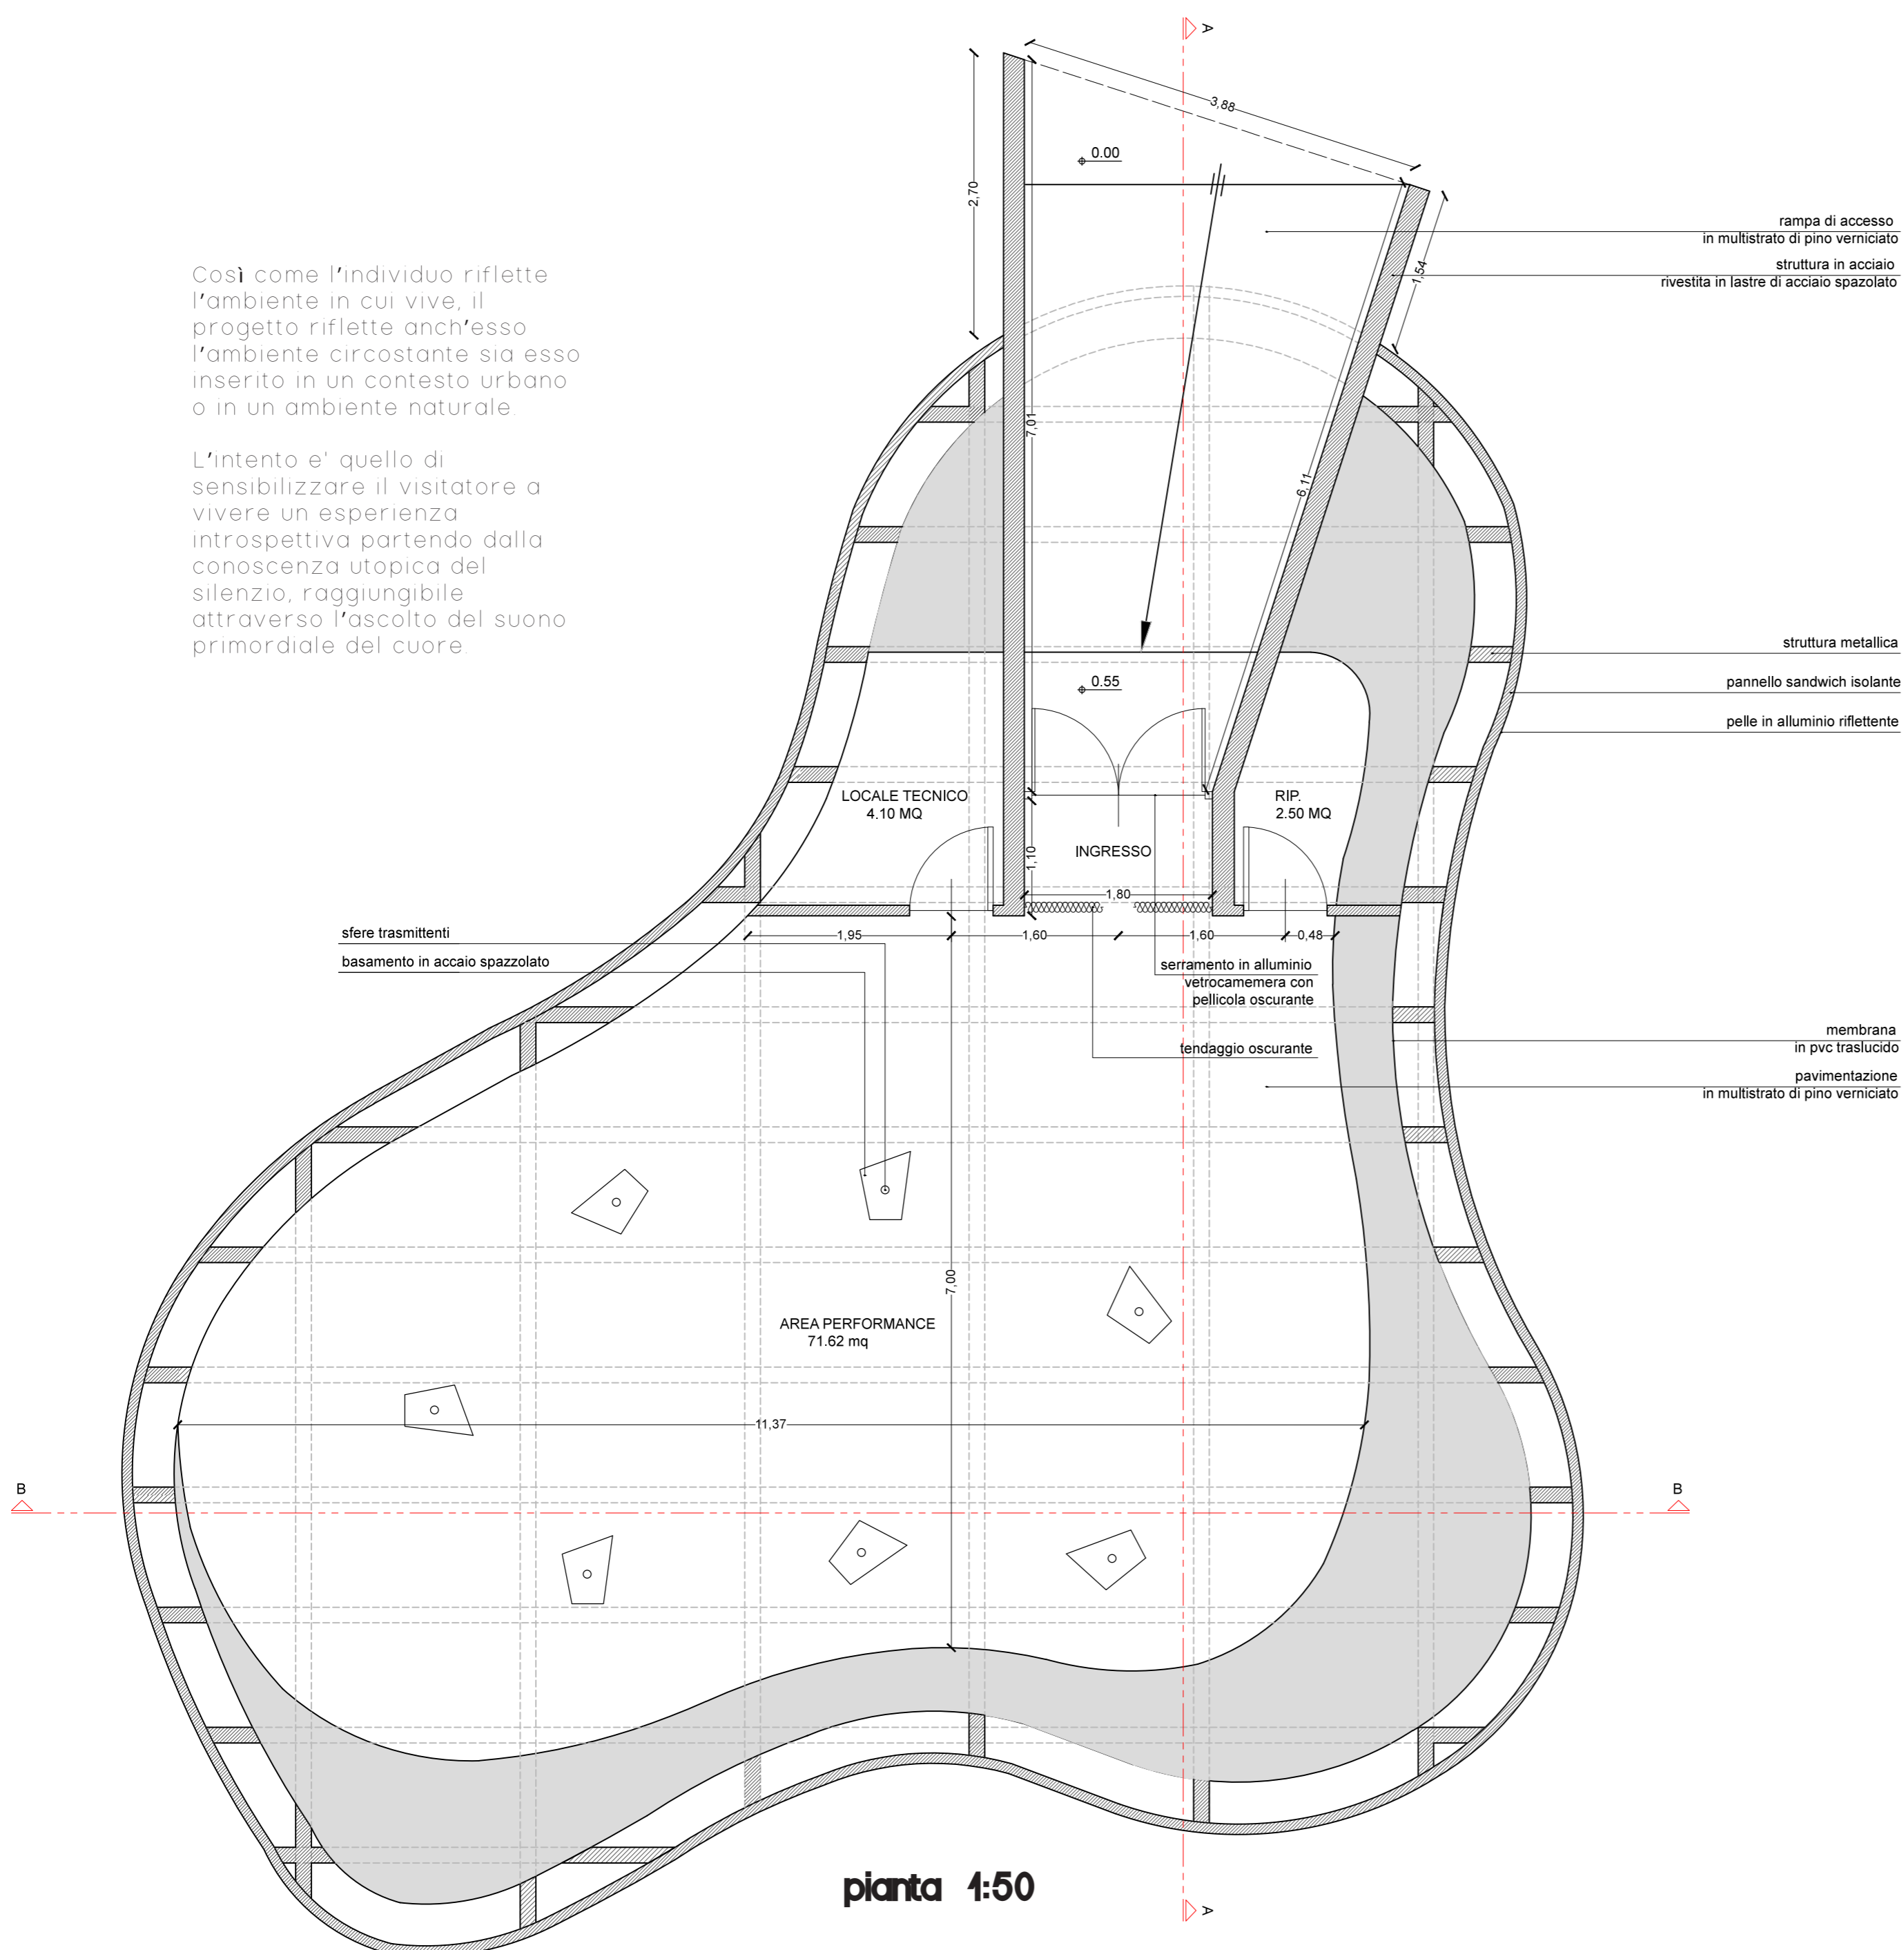 A
3,88
0.00
2,70
rampa di accesso
in multistrato di pino verniciato
struttura in acciaio
rivestita in lastre di acciaio spazolato
1,54
Così come l'individuo riflette
l'ambiente in cui vive, il
progetto riflette anch'esso
l'ambiente circostante sia esso
inserito in un contesto urbano
o in un ambiente naturale.
L'intento e' quello di
sensibilizzare il visitatore a
vivere un esperienza
introspettiva partendo dalla
conoscenza utopica del
silenzio, raggiungibile
attraverso l'ascolto del suono
primordiale del cuore.
7,01
6,11
struttura metallica
pannello sandwich isolante
pelle in alluminio riflettente
0.55
LOCALE TECNICO
4.10 MQ
RIP.
2.50 MQ
INGRESSO
1,10
1,80
1,95
1,60
1,60
0,48
sfere trasmittenti
basamento in accaio spazzolato
serramento in alluminio
vetrocamemera con
pellicola oscurante
tendaggio oscurante
membrana
in pvc traslucido
pavimentazione
in multistrato di pino verniciato
7,00
AREA PERFORMANCE
71.62 mq
11,37
B
B
pianta 1:50
A